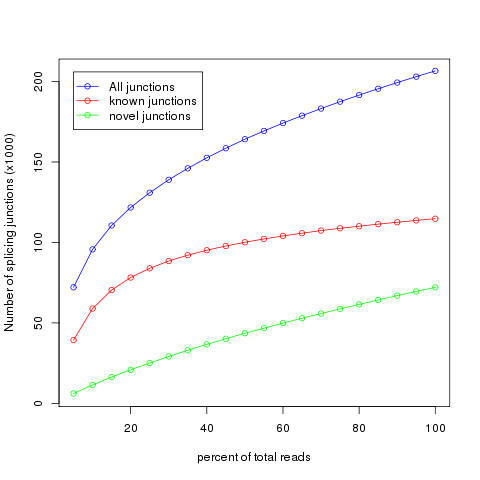 All junctions
known junctions
novel junctions
Number of splicing junctions (x1000)
200
150
100
50
0
20 40 60 80 100
percent of total reads